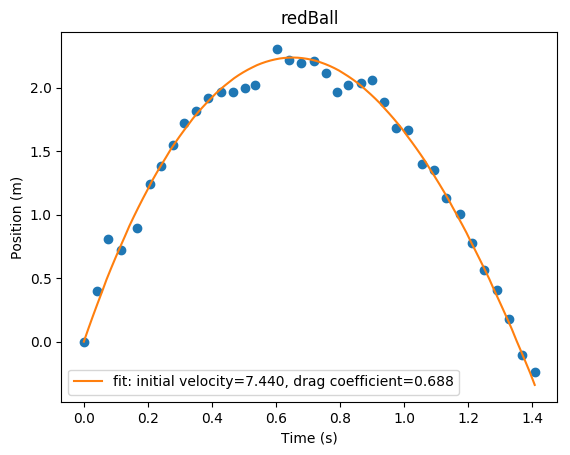 redBall
Position (m)
2.0
1.5
1.0
0.5
0.0
fit: initial velocity=7.440, drag coefficient=0.688
0.0 0.2 0.4 0.6 0.8 1.0 1.2 1.4
Time (s)